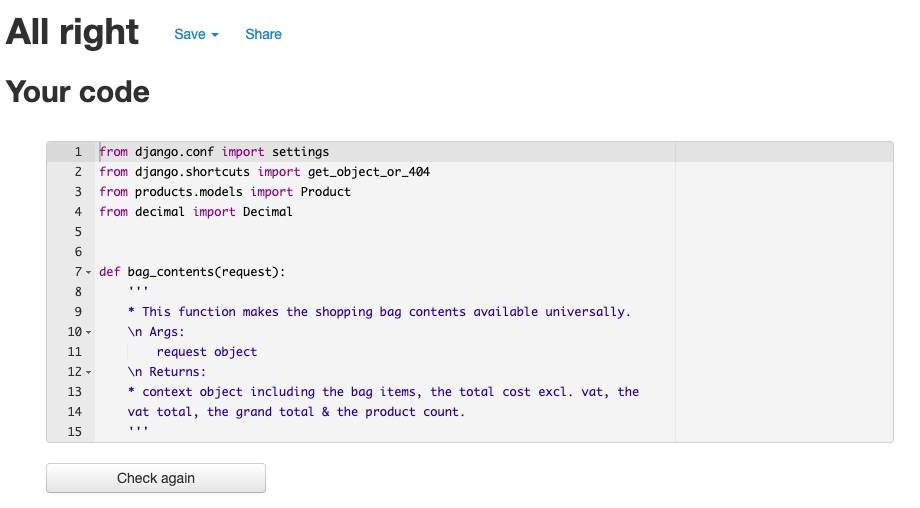 All right Save Share
Your code
1 from django.conf import settings
2 from django.shortcuts import get_object_or_404
3 from products.models import Product
4 from decimal import Decimal
5
6
7 def bag_contents(request):
8     '''
9     * This function makes the shopping bag contents available universally.
10     \n Args:
11         request object
12     \n Returns:
13     * context object including the bag items, the total cost excl. vat, the
14     vat total, the grand total & the product count.
15     '''
Check again